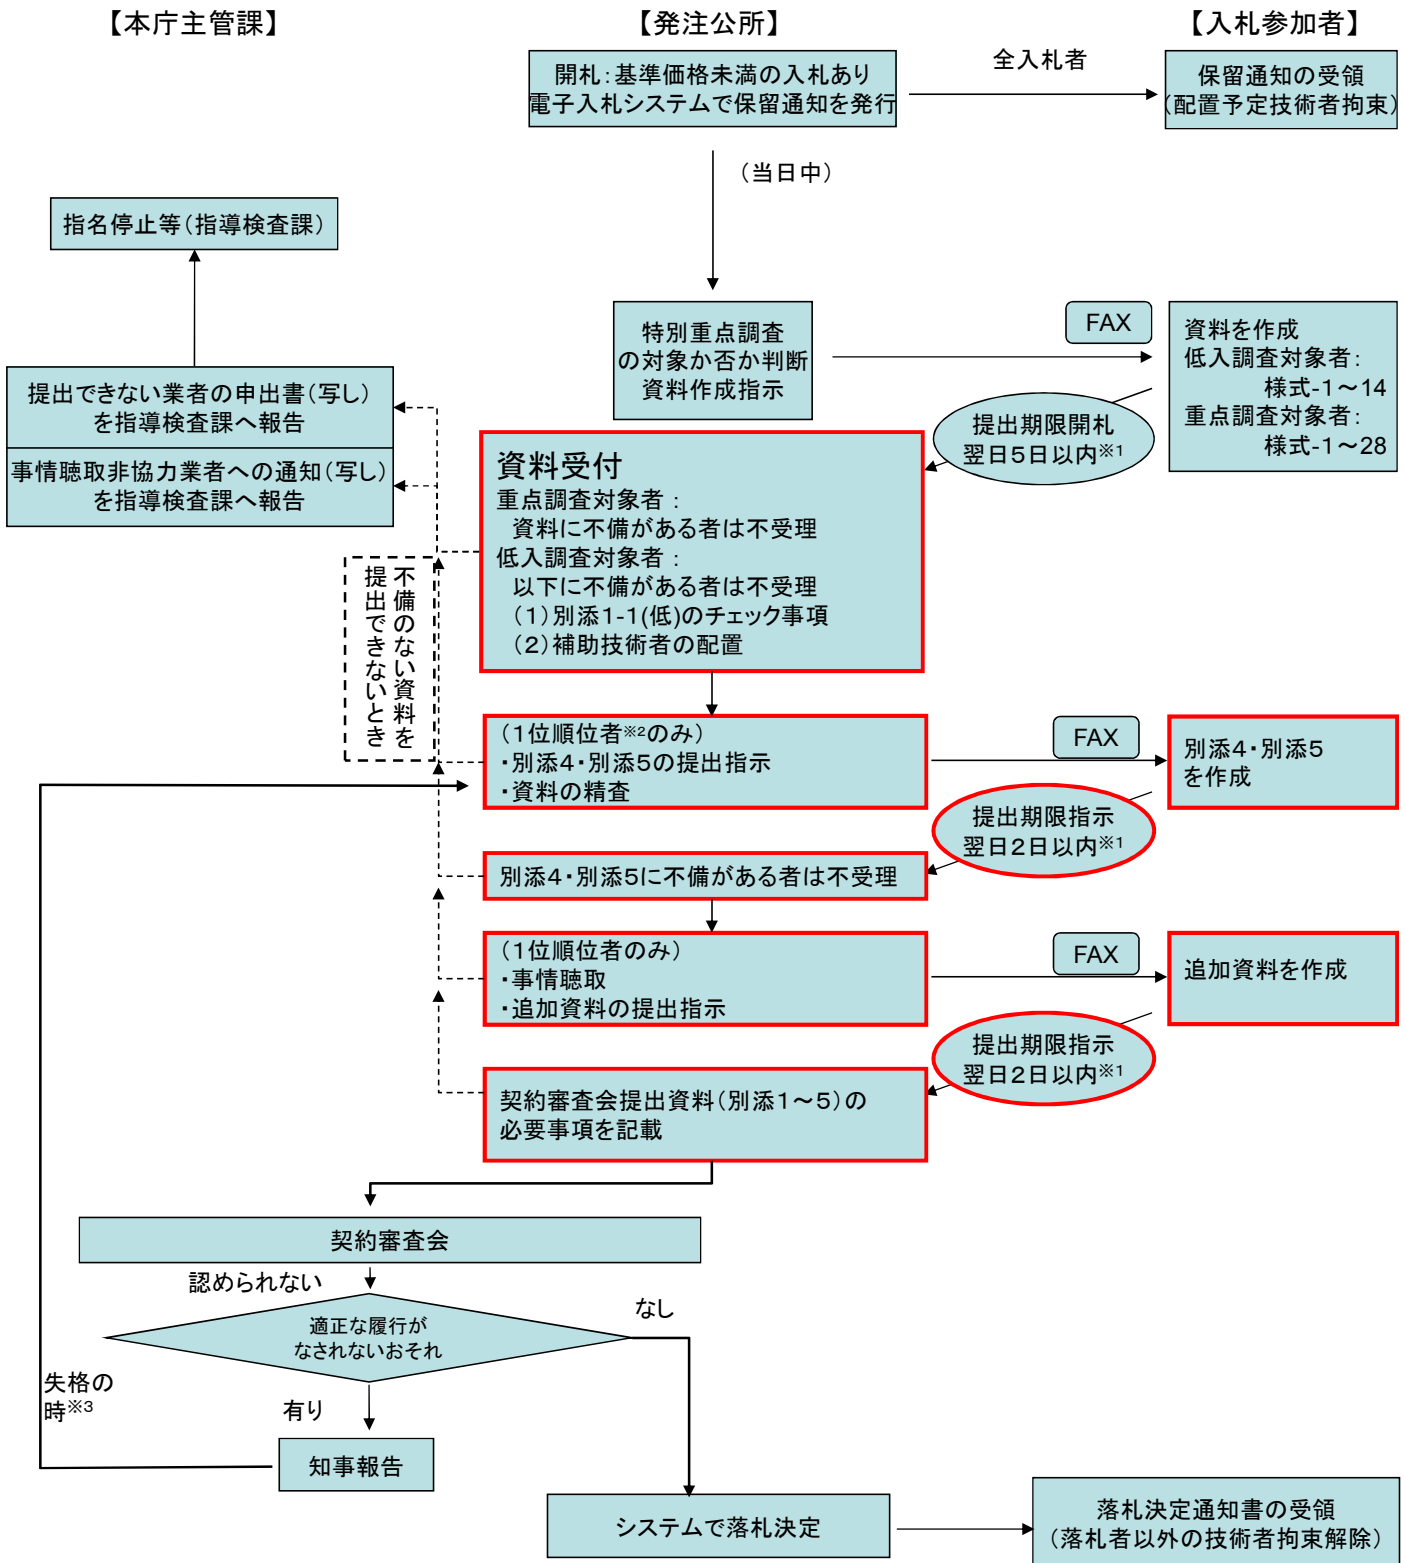 【本庁主管課】
【発注公所】
【入札参加者】
開札：基準価格未満の入札あり
電子入札システムで保留通知を発行
全入札者
保留通知の受領
（配置予定技術者拘束）
（当日中）
指名停止等（指導検査課）
特別重点調査
の対象か否か判断
資料作成指示
FAX
資料を作成
低入調査対象者：
様式-1～14
重点調査対象者：
様式-1～28
提出期限開札
翌日５日以内※1
提出できない業者の申出書（写し）
を指導検査課へ報告
事情聴取非協力業者への通知（写し）
を指導検査課へ報告
資料受付
重点調査対象者：
資料に不備がある者は不受理
低入調査対象者：
以下に不備がある者は不受理
（１）別添1-1(低)のチェック事項
（２）補助技術者の配置
不備のない資料を
提出できないとき
（１位順位者※2のみ）
・別添４・別添５の提出指示
・資料の精査
FAX
別添４・別添５
を作成
提出期限指示
翌日２日以内※1
別添４・別添５に不備がある者は不受理
（１位順位者のみ）
・事情聴取
・追加資料の提出指示
FAX
追加資料を作成
提出期限指示
翌日２日以内※1
契約審査会提出資料（別添１～５）の
必要事項を記載
契約審査会
認められない
適正な履行が
なされないおそれ
なし
失格の
時※3
有り
知事報告
システムで落札決定
落札決定通知書の受領
（落札者以外の技術者拘束解除）